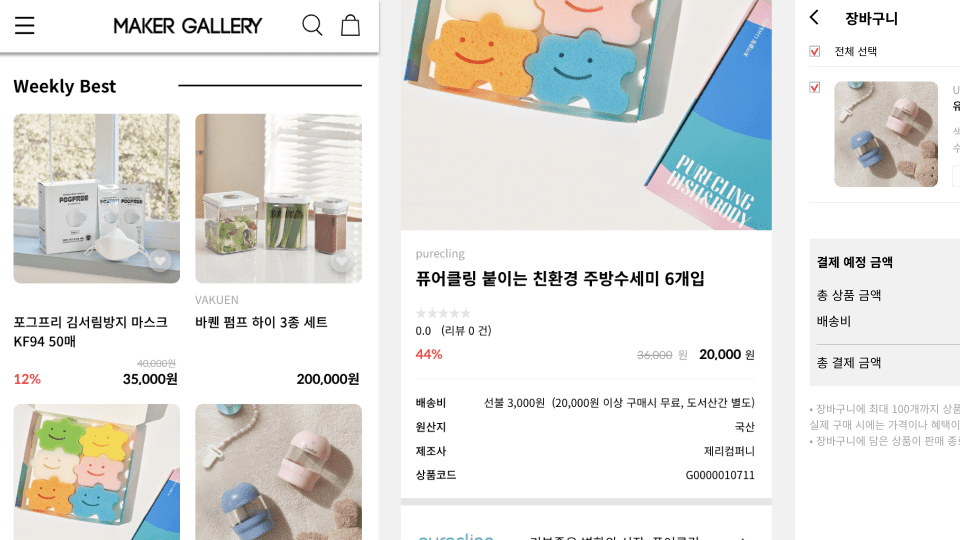 MAKER GALLERY
Weekly Best
POGFREE
POGFREE
포그프리 김서림방지 마스크
KF94 50매
40,000원
12% 35,000원
VAKUEN
바퀜 펌프 하이 3종 세트
200,000원
PURECLING
DISH&BODY
purecling
퓨어클링 붙이는 친환경 주방수세미 6개입
0.0 (리뷰 0 건)
44% 36,000 원 20,000 원
배송비 선불 3,000원 (20,000원 이상 구매시 무료, 도서산간 별도)
원산지 국산
제조사 제리컴퍼니
상품코드 G0000010711
장바구니
전체 선택
결제 예정 금액
총 상품 금액
배송비
총 결제 금액
• 장바구니에 최대 100개까지 상품
실제 구매 시에는 가격이나 혜택이
• 장바구니에 담은 상품이 판매 종료